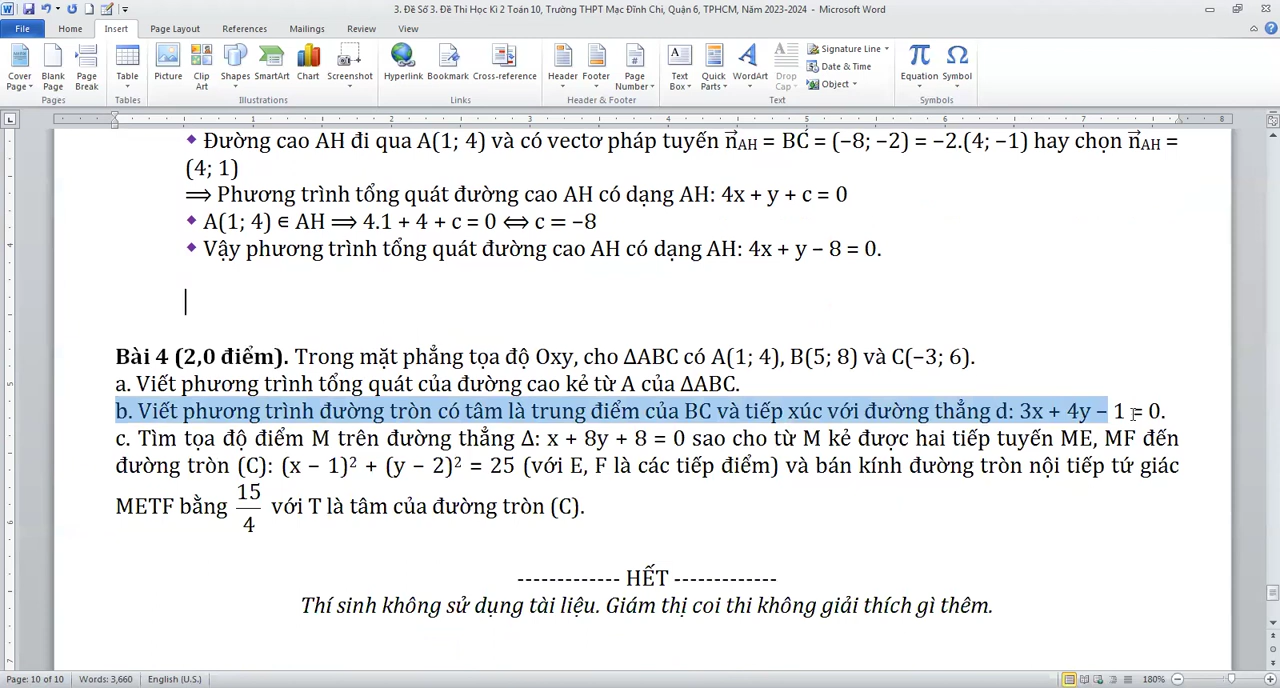 3. Đề Số 3. Đề Thi Học Kì 2 Toán 10, Trường THPT Mạc Đĩnh Chi, Quận 6, TPHCM, Năm 2023-2024 - Microsoft Word
File Home Insert Page Layout References Mailings Review View
Cover Page Blank Page Page Break Table Picture Clip Art Shapes SmartArt Chart Screenshot Hyperlink Bookmark Cross-reference Header Footer Page Number Text Box Quick Parts WordArt Drop Cap Signature Line Date & Time Object Equation Symbol
Pages Tables Illustrations Links Header & Footer Text Symbols
1 2 3 4 5 6 7 8
◆ Đường cao AH đi qua A(1; 4) và có vectơ pháp tuyến n⃗AH = BC⃗ = (−8; −2) = −2.(4; −1) hay chọn n⃗AH =
(4; 1)
⟹ Phương trình tổng quát đường cao AH có dạng AH: 4x + y + c = 0
◆ A(1; 4) ∈ AH ⟹ 4.1 + 4 + c = 0 ⟺ c = −8
◆ Vậy phương trình tổng quát đường cao AH có dạng AH: 4x + y − 8 = 0.
Bài 4 (2,0 điểm). Trong mặt phẳng tọa độ Oxy, cho ΔABC có A(1; 4), B(5; 8) và C(−3; 6).
a. Viết phương trình tổng quát của đường cao kẻ từ A của ΔABC.
b. Viết phương trình đường tròn có tâm là trung điểm của BC và tiếp xúc với đường thẳng d: 3x + 4y − 1 = 0.
c. Tìm tọa độ điểm M trên đường thẳng Δ: x + 8y + 8 = 0 sao cho từ M kẻ được hai tiếp tuyến ME, MF đến
đường tròn (C): (x − 1)² + (y − 2)² = 25 (với E, F là các tiếp điểm) và bán kính đường tròn nội tiếp tứ giác
METF bằng 15/4 với T là tâm của đường tròn (C).
------------- HẾT -------------
Thí sinh không sử dụng tài liệu. Giám thị coi thi không giải thích gì thêm.
Page: 10 of 10 Words: 3,660 English (U.S.) 180%